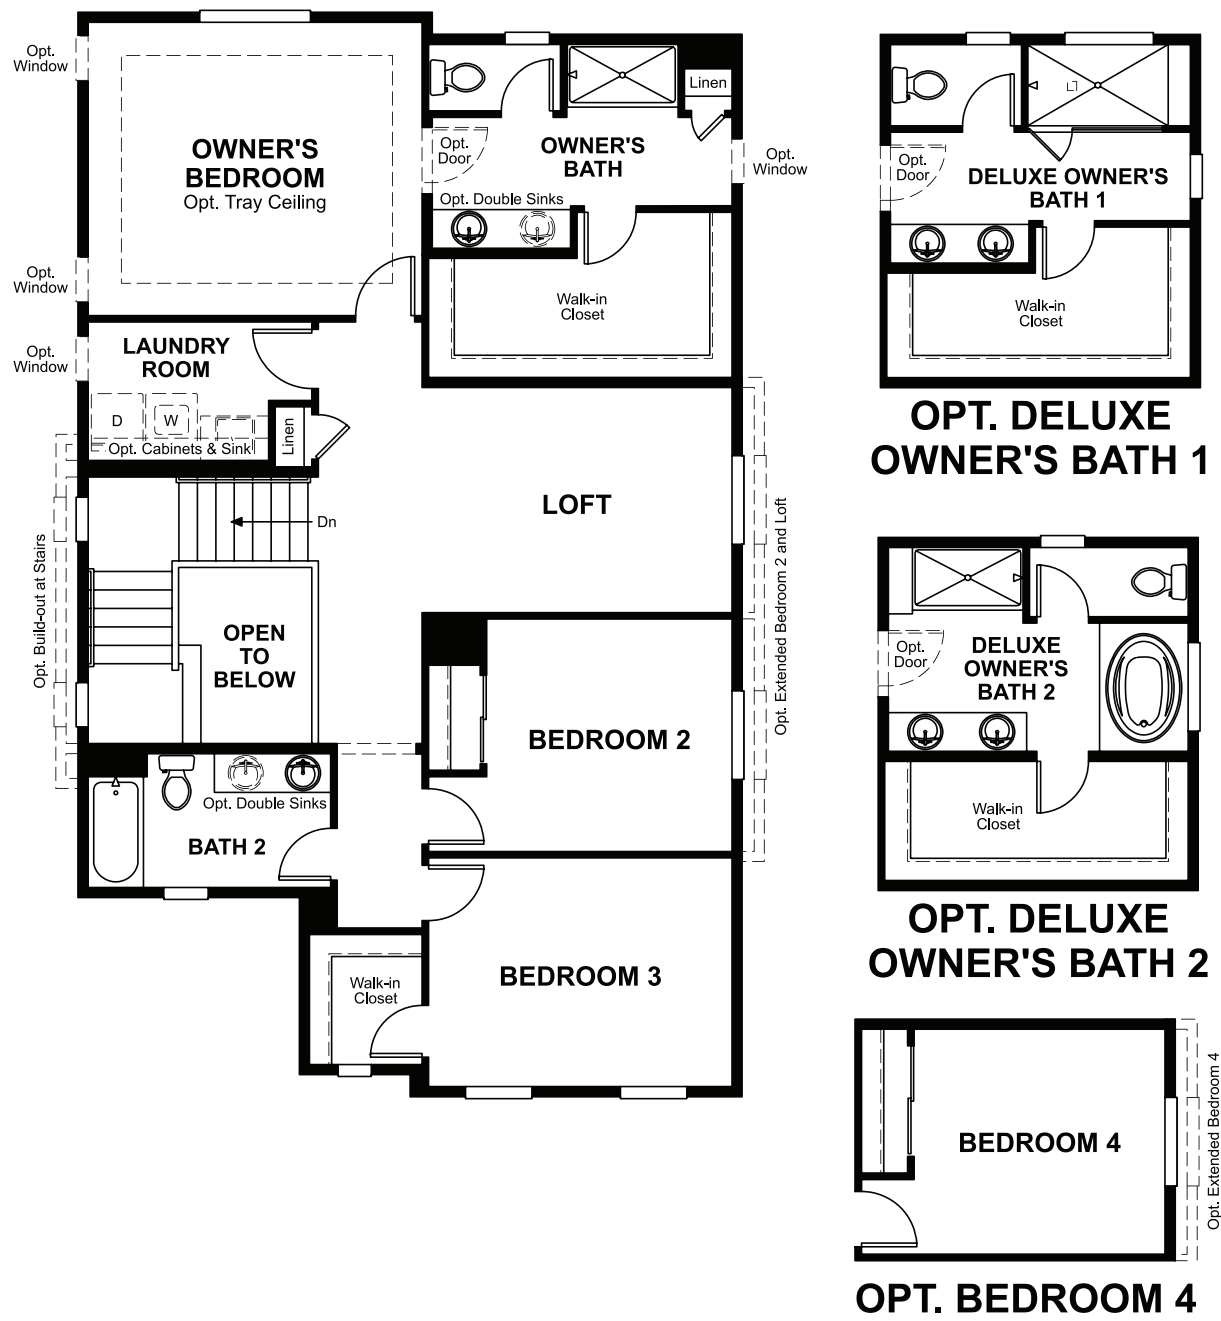 Opt.
Window
OWNER'S
BEDROOM
Opt. Tray Ceiling
Opt.
Door
OWNER'S
BATH
Linen
Opt.
Window
Opt. Double Sinks
Opt.
Window
Walk-in
Closet
Opt.
Window
LAUNDRY
ROOM
D
W
Opt. Cabinets & Sink
Linen
LOFT
Dn
Opt. Build-out at Stairs
OPEN
TO
BELOW
Opt. Extended Bedroom 2 and Loft
BEDROOM 2
Opt. Double Sinks
BATH 2
Walk-in
Closet
BEDROOM 3
Opt.
Door
DELUXE OWNER'S
BATH 1
Walk-in
Closet
OPT. DELUXE
OWNER'S BATH 1
Opt.
Door
DELUXE
OWNER'S
BATH 2
Walk-in
Closet
OPT. DELUXE
OWNER'S BATH 2
BEDROOM 4
Opt. Extended Bedroom 4
OPT. BEDROOM 4